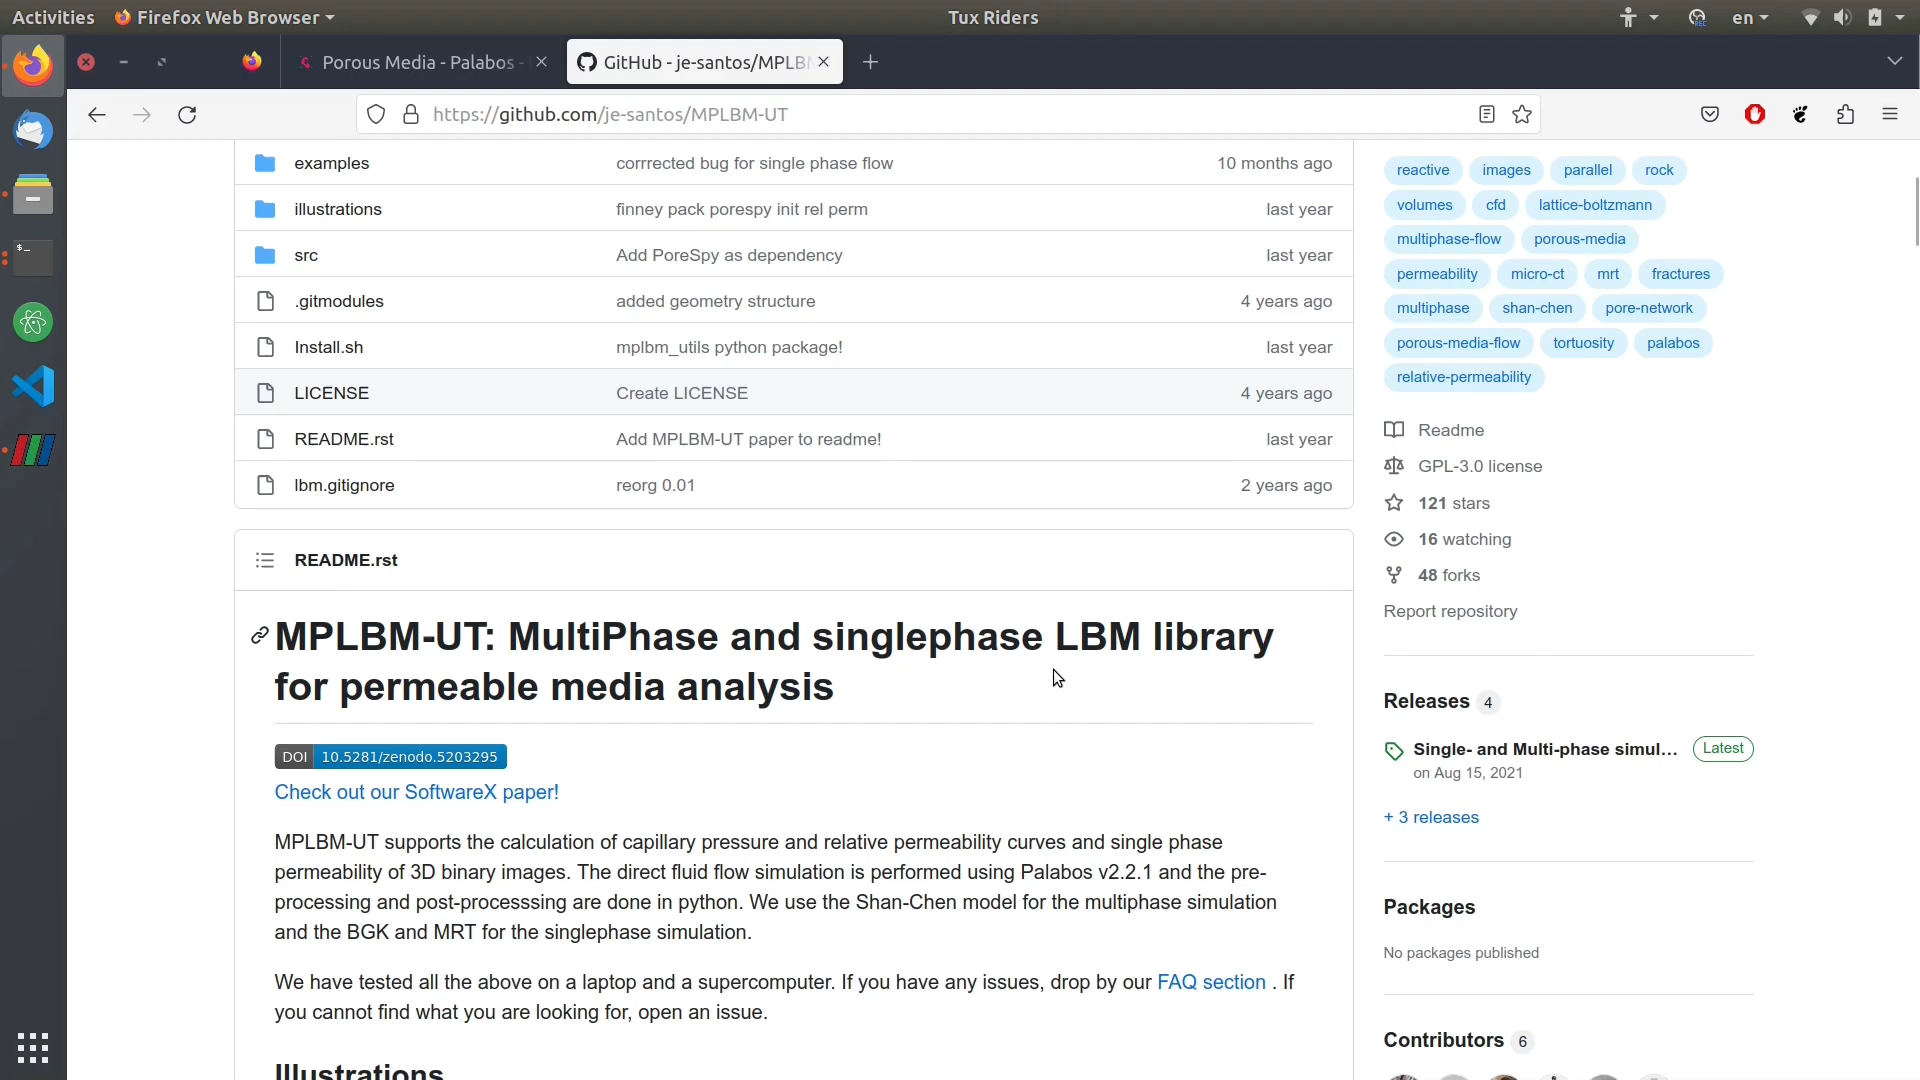 Activities Firefox Web Browser Tux Riders en
Porous Media - Palabos - GitHub - je-santos/MPLBM
https://github.com/je-santos/MPLBM-UT
examples corrrected bug for single phase flow 10 months ago
illustrations finney pack porespy init rel perm last year
src Add PoreSpy as dependency last year
.gitmodules added geometry structure 4 years ago
Install.sh mplbm_utils python package! last year
LICENSE Create LICENSE 4 years ago
README.rst Add MPLBM-UT paper to readme! last year
lbm.gitignore reorg 0.01 2 years ago
README.rst
MPLBM-UT: MultiPhase and singlephase LBM library
for permeable media analysis
DOI 10.5281/zenodo.5203295
Check out our SoftwareX paper!
MPLBM-UT supports the calculation of capillary pressure and relative permeability curves and single phase
permeability of 3D binary images. The direct fluid flow simulation is performed using Palabos v2.2.1 and the pre-
processing and post-processsing are done in python. We use the Shan-Chen model for the multiphase simulation
and the BGK and MRT for the singlephase simulation.
We have tested all the above on a laptop and a supercomputer. If you have any issues, drop by our FAQ section . If
you cannot find what you are looking for, open an issue.
Illustrations
reactive images parallel rock
volumes cfd lattice-boltzmann
multiphase-flow porous-media
permeability micro-ct mrt fractures
multiphase shan-chen pore-network
porous-media-flow tortuosity palabos
relative-permeability
Readme
GPL-3.0 license
121 stars
16 watching
48 forks
Report repository
Releases 4
Single- and Multi-phase simul... Latest
on Aug 15, 2021
+ 3 releases
Packages
No packages published
Contributors 6